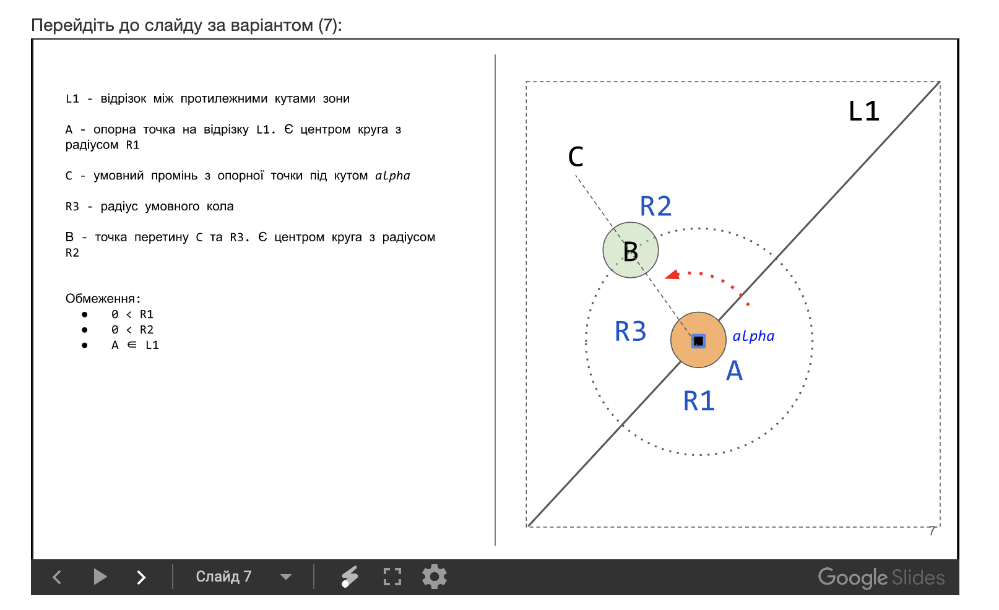 Перейдіть до слайду за варіантом (7):
L1 - відрізок між протилежними кутами зони
А - опорна точка на відрізку L1. Є центром круга з
радіусом R1
С - умовний промінь з опорної точки під кутом alpha
R3 - радіус умовного кола
В - точка перетину С та R3. Є центром круга з радіусом
R2
Обмеження:
● 0 < R1
● 0 < R2
● A ∈ L1
L1
C
R2
B
R3
alpha
A
R1
7
Слайд 7
Google Slides